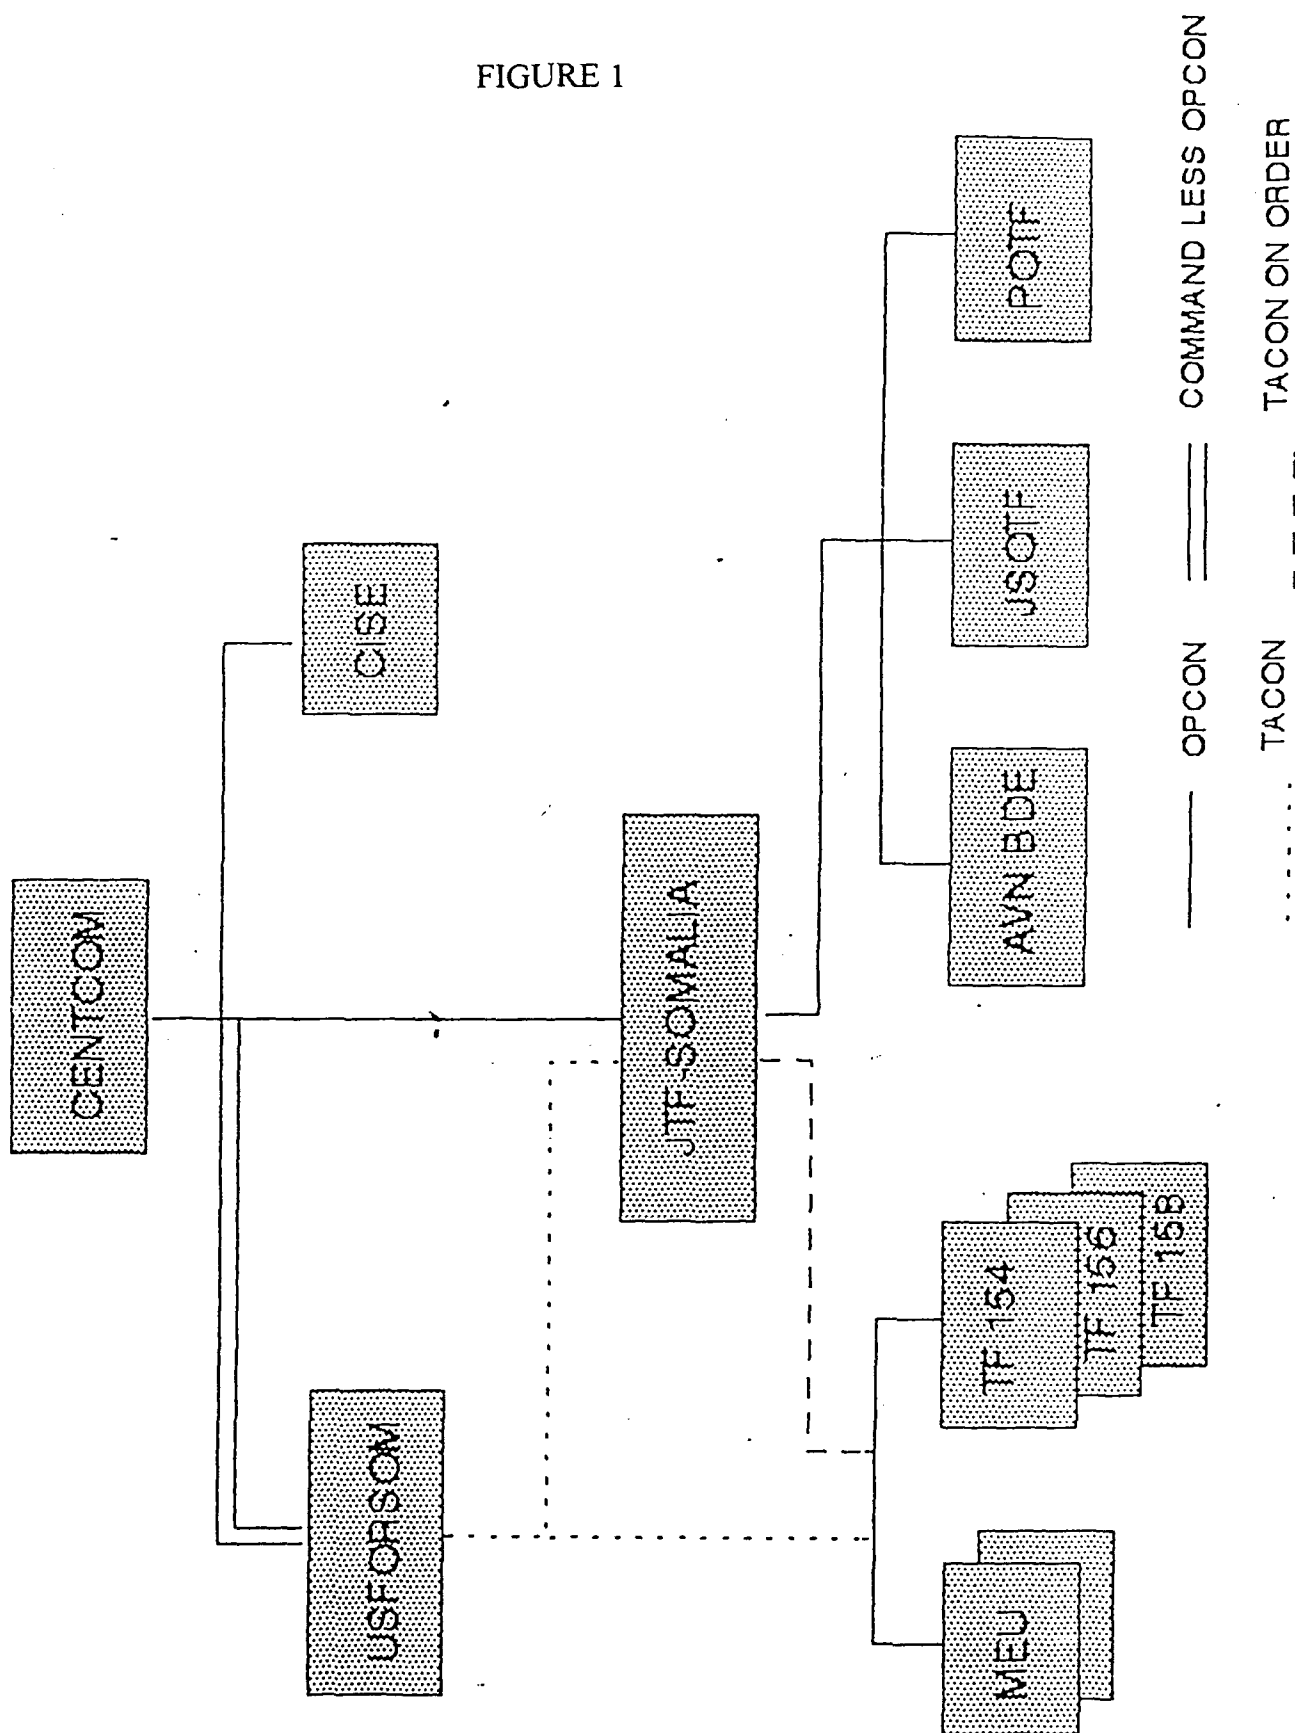 FIGURE 1
CENTCOM
USFORSOM
CISE
JTF-SOMALIA
MEU
TF 154
TF 156
TF 158
AVN BDE
JSOTF
POTF
OPCON
COMMAND LESS OPCON
TACON
TACON ON ORDER